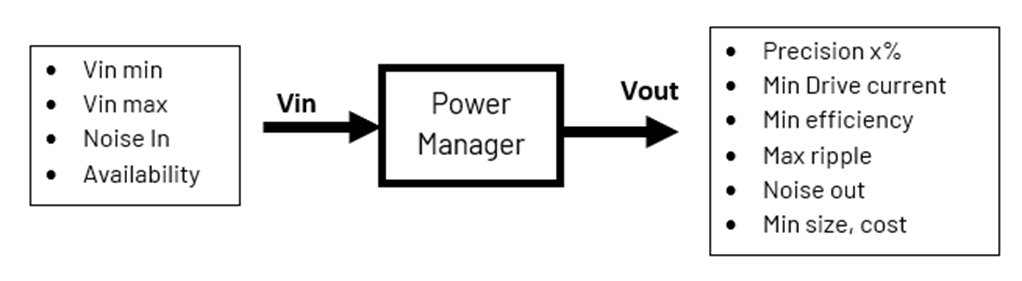 • Vin min
• Vin max
• Noise In
• Availability
Vin
Power
Manager
Vout
• Precision x%
• Min Drive current
• Min efficiency
• Max ripple
• Noise out
• Min size, cost